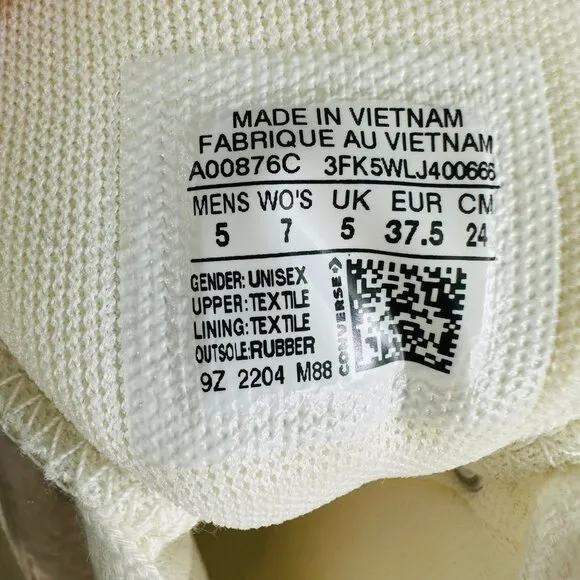 MADE IN VIETNAM
FABRIQUE AU VIETNAM
A00876C 3FK5WLJ400666
MENS WO'S UK EUR CM
5 7 5 37.5 24
GENDER: UNISEX
UPPER: TEXTILE
LINING: TEXTILE
OUTSOLE:RUBBER
9Z 2204 M88
CONVERSE